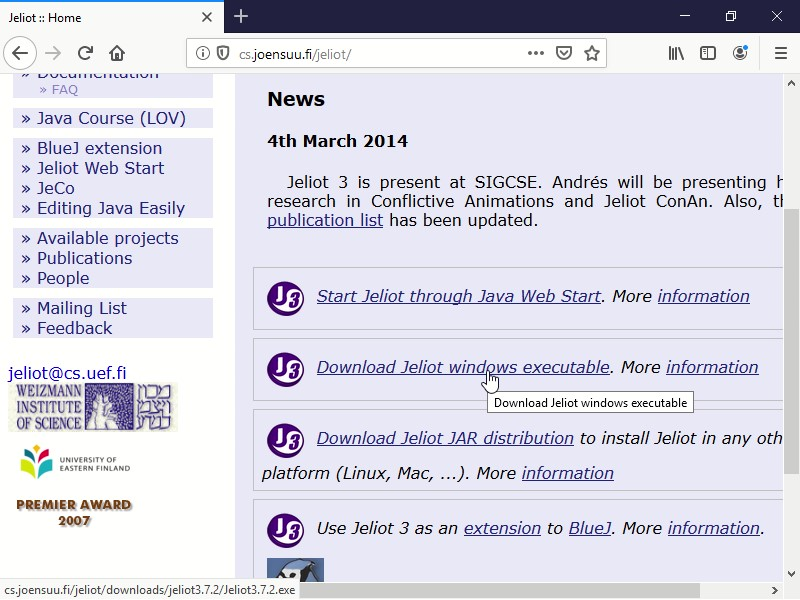 Jeliot :: Home
cs.joensuu.fi/jeliot/
» Documentation
» FAQ
» Java Course (LOV)
» BlueJ extension
» Jeliot Web Start
» JeCo
» Editing Java Easily
» Available projects
» Publications
» People
» Mailing List
» Feedback
jeliot@cs.uef.fi
WEIZMANN
INSTITUTE
OF SCIENCE
UNIVERSITY OF
EASTERN FINLAND
PREMIER AWARD
2007
News
4th March 2014
Jeliot 3 is present at SIGCSE. Andrés will be presenting
research in Conflictive Animations and Jeliot ConAn. Also,
publication list has been updated.
J3 Start Jeliot through Java Web Start. More information
J3 Download Jeliot windows executable. More information
Download Jeliot windows executable
J3 Download Jeliot JAR distribution to install Jeliot in any oth
platform (Linux, Mac, ...). More information
J3 Use Jeliot 3 as an extension to BlueJ. More information.
cs.joensuu.fi/jeliot/downloads/jeliot3.7.2/Jeliot3.7.2.exe